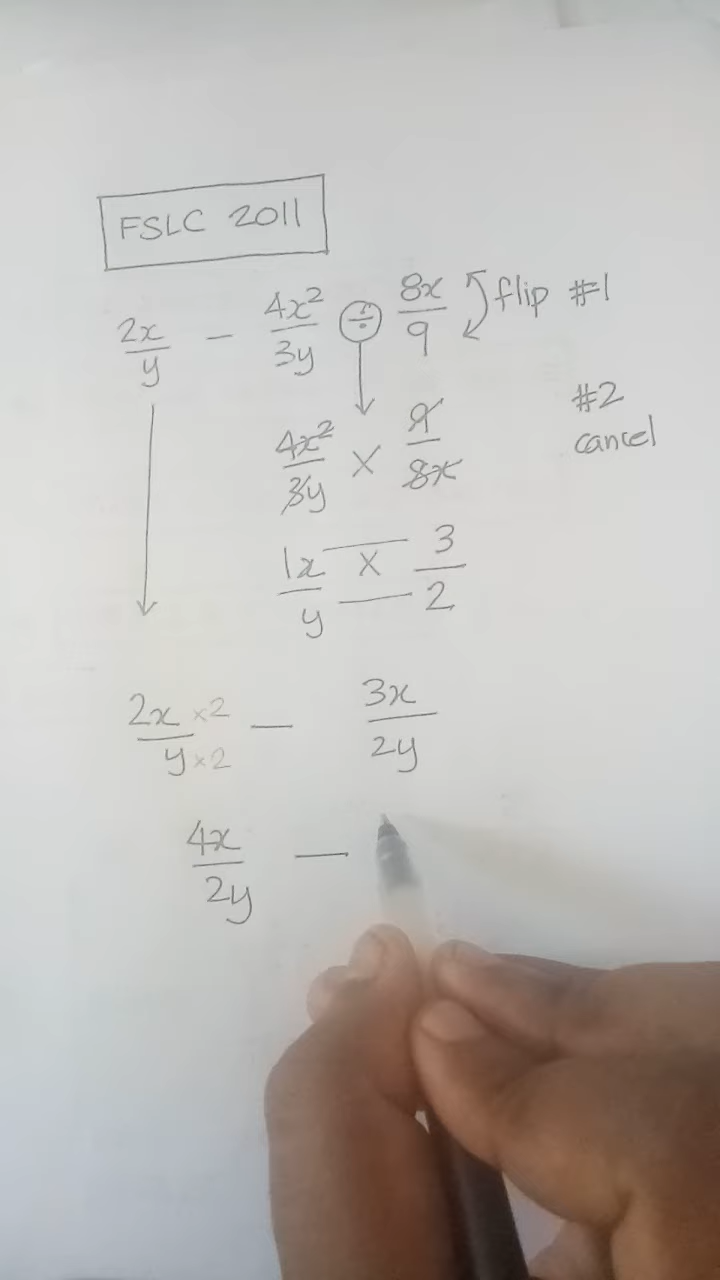 FSLC 2011
2x/y − 4x²/3y ÷ 8x/9 flip #1
#2
cancel
4x²/3y × 9/8x
1x/y × 3/2
2x ×2/y ×2 − 3x/2y
4x/2y −